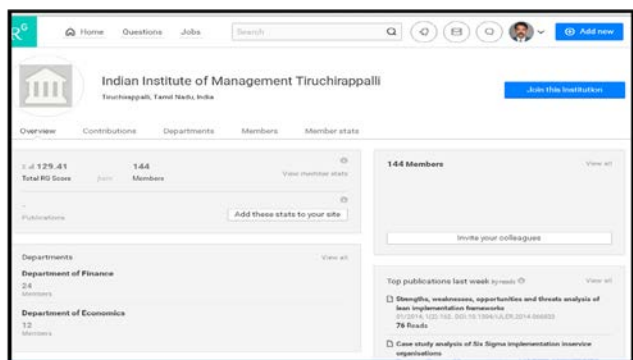 RG
Home Questions Jobs Search Add new
Indian Institute of Management Tiruchirappalli
Tiruchirappalli, Tamil Nadu, India
Join this Institution
Overview Contributions Departments Members Member stats
129.41 144
Total RG Score from Members View member stats
-
Publications Add these stats to your site
144 Members View all
Invite your colleagues
Departments View all
Department of Finance
24
Members
Department of Economics
12
Members
Top publications last week by reads View all
Strengths, weaknesses, opportunities and threats analysis of
lean implementation frameworks
76 Reads
Case study analysis of Six Sigma implementation inservice
organisations